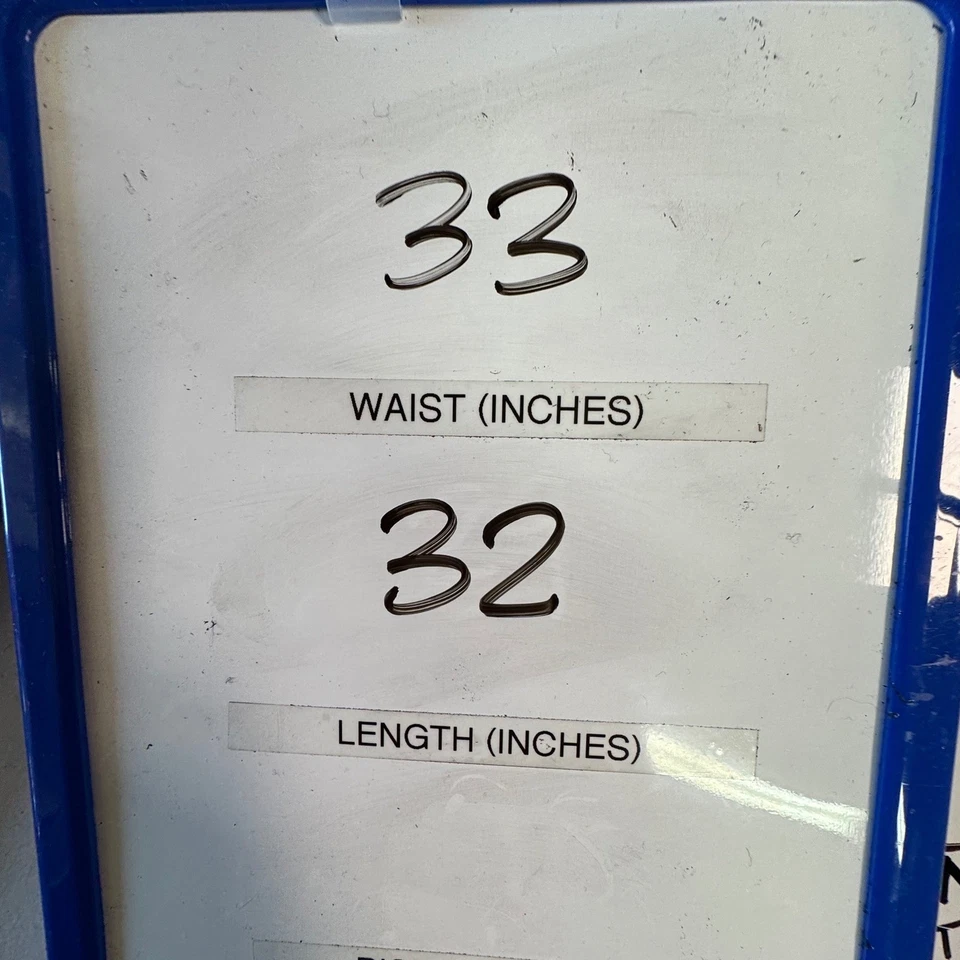 33
WAIST (INCHES)
32
LENGTH (INCHES)